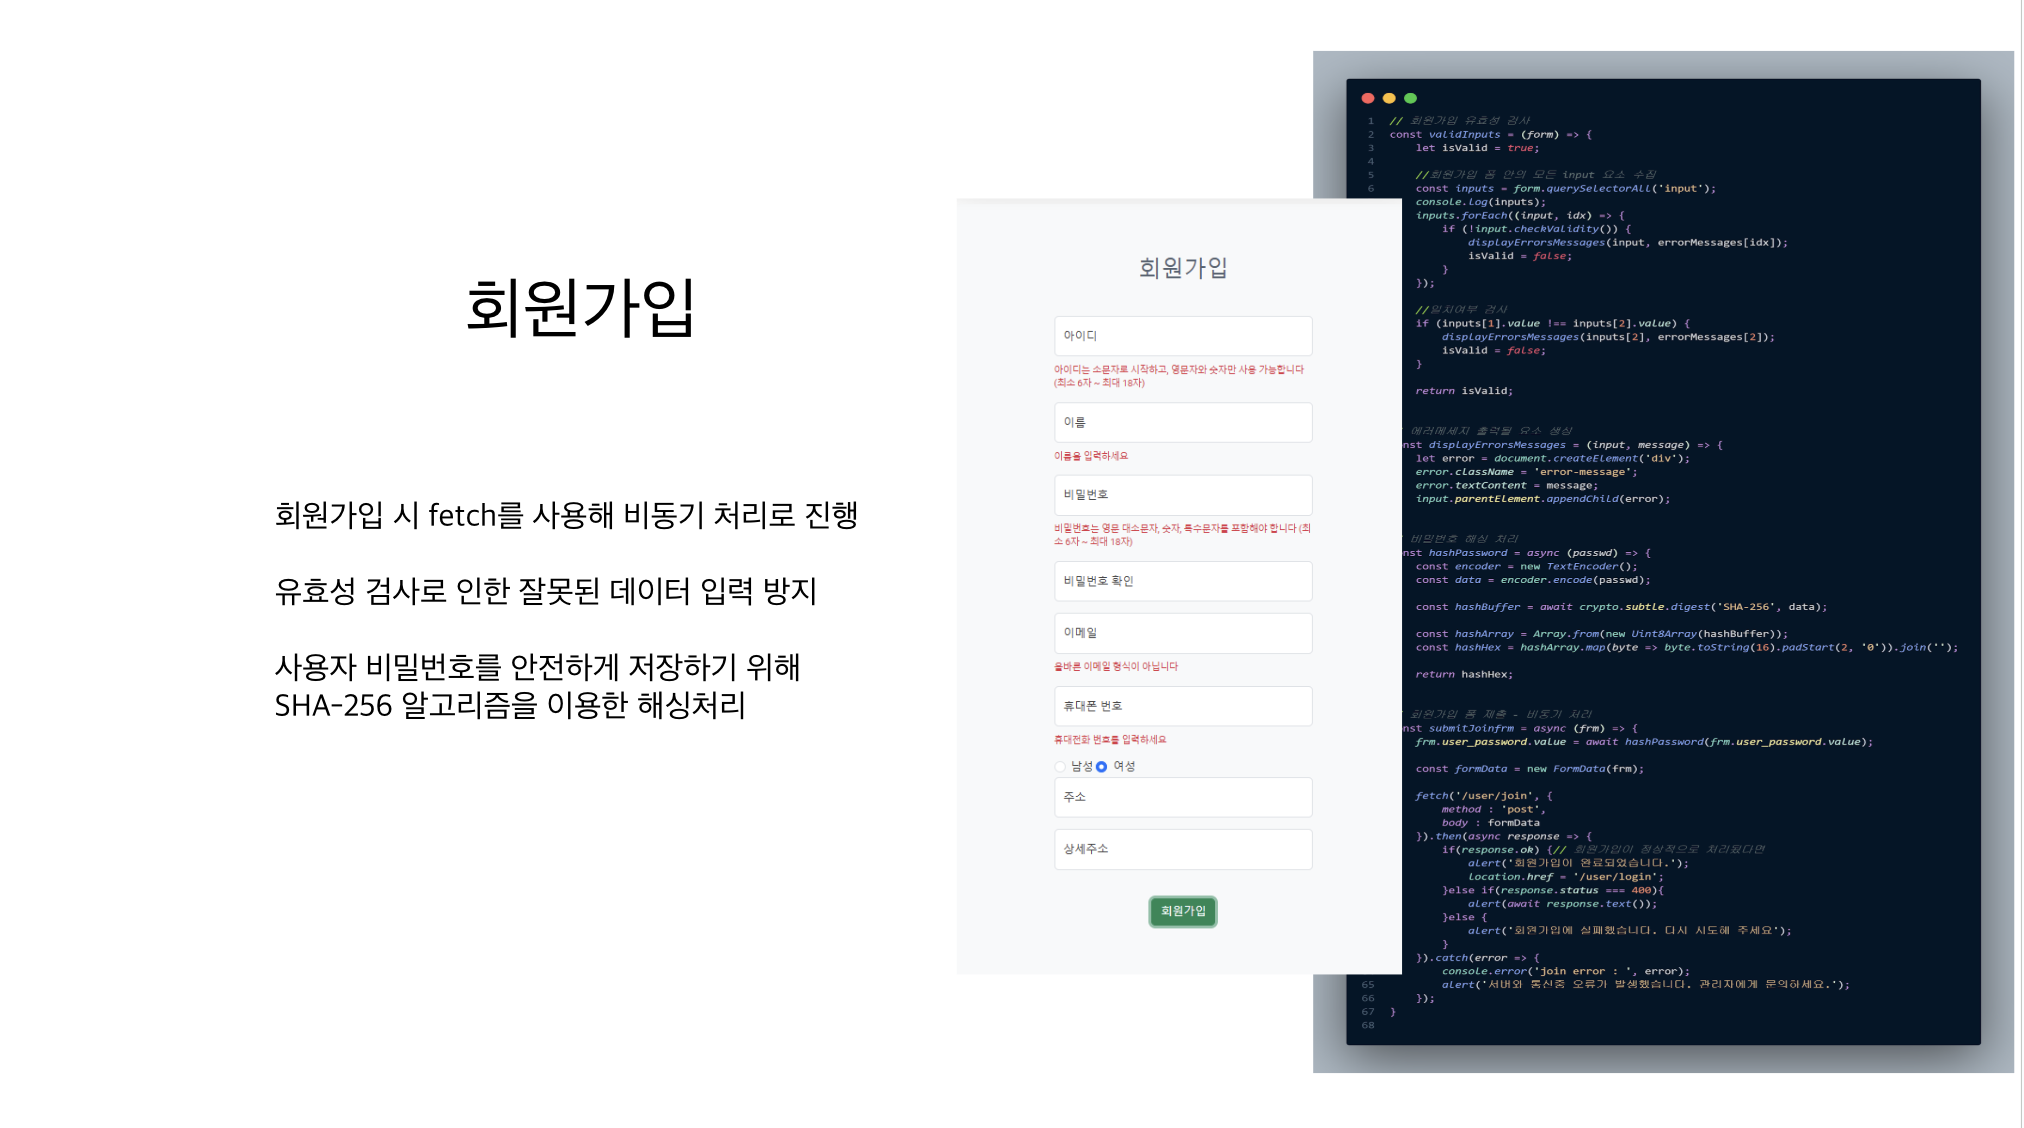 회원가입
회원가입 시 fetch를 사용해 비동기 처리로 진행
유효성 검사로 인한 잘못된 데이터 입력 방지
사용자 비밀번호를 안전하게 저장하기 위해
SHA-256 알고리즘을 이용한 해싱처리
회원가입
아이디
아이디는 소문자로 시작하고, 영문자와 숫자만 사용 가능합니다
(최소 6자 ~ 최대 18자)
이름
이름을 입력하세요
비밀번호
비밀번호는 영문 대소문자, 숫자, 특수문자를 포함해야 합니다 (최
소 6자 ~ 최대 18자)
비밀번호 확인
이메일
올바른 이메일 형식이 아닙니다
휴대폰 번호
휴대전화 번호를 입력하세요
남성 여성
주소
상세주소
회원가입
1 // 회원가입 유효성 검사
2 const validInputs = (form) => {
3 let isValid = true;
4
5 //회원가입 폼 안의 모든 input 요소 수집
6 const inputs = form.querySelectorAll('input');
console.log(inputs);
inputs.forEach((input, idx) => {
if (!input.checkValidity()) {
displayErrorsMessages(input, errorMessages[idx]);
isValid = false;
}
});
//일치여부 검사
if (inputs[1].value !== inputs[2].value) {
displayErrorsMessages(inputs[2], errorMessages[2]);
isValid = false;
}
return isValid;
에러메세지 출력될 요소 생성
nst displayErrorsMessages = (input, message) => {
let error = document.createElement('div');
error.className = 'error-message';
error.textContent = message;
input.parentElement.appendChild(error);
비밀번호 해싱 처리
nst hashPassword = async (passwd) => {
const encoder = new TextEncoder();
const data = encoder.encode(passwd);
const hashBuffer = await crypto.subtle.digest('SHA-256', data);
const hashArray = Array.from(new Uint8Array(hashBuffer));
const hashHex = hashArray.map(byte => byte.toString(16).padStart(2, '0')).join('');
return hashHex;
회원가입 폼 제출 - 비동기 처리
nst submitJoinfrm = async (frm) => {
frm.user_password.value = await hashPassword(frm.user_password.value);
const formData = new FormData(frm);
fetch('/user/join', {
method : 'post',
body : formData
}).then(async response => {
if(response.ok) {// 회원가입이 정상적으로 처리됬다면
alert('회원가입이 완료되었습니다.');
location.href = '/user/login';
}else if(response.status === 400){
alert(await response.text());
}else {
alert('회원가입에 실패했습니다. 다시 시도해 주세요');
}
}).catch(error => {
console.error('join error : ', error);
65 alert('서버와 통신중 오류가 발생했습니다. 관리자에게 문의하세요.');
66 });
67 }
68